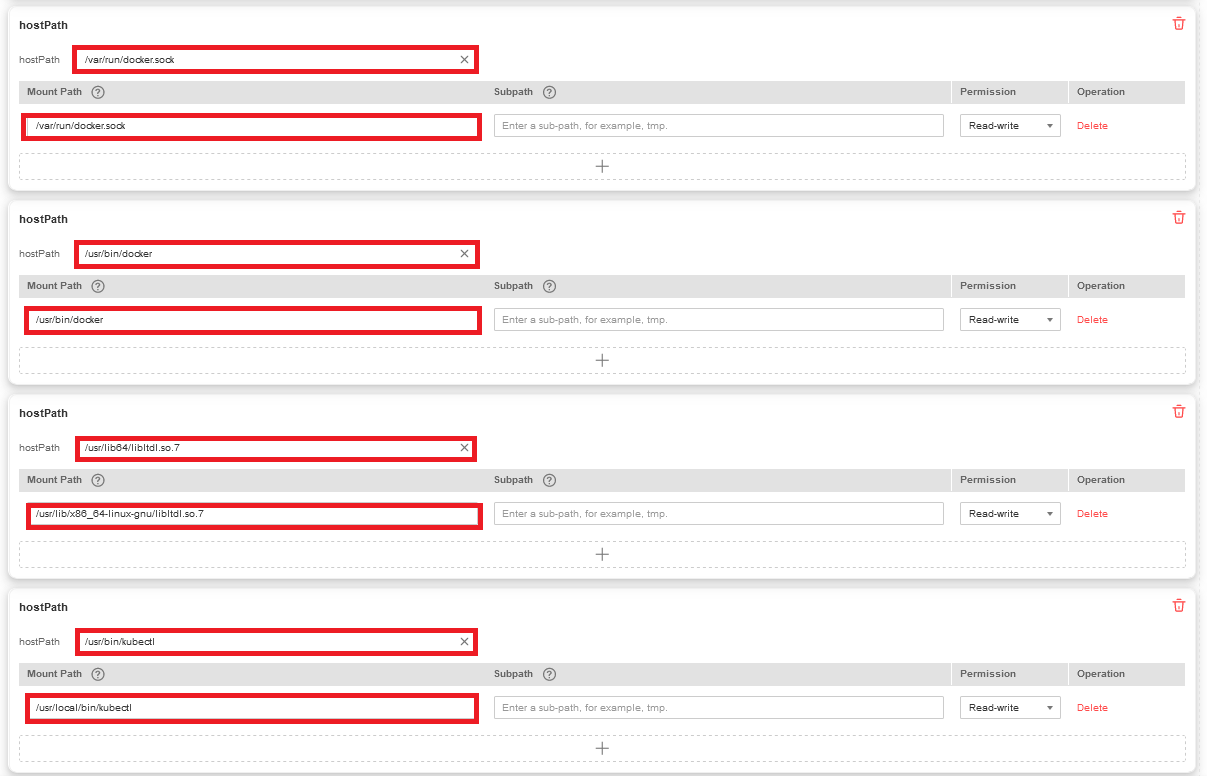 hostPath
hostPath /var/run/docker.sock ×
Mount Path ? Subpath ? Permission Operation
/var/run/docker.sock Enter a sub-path, for example, tmp. Read-write Delete
+
hostPath
hostPath /usr/bin/docker ×
Mount Path ? Subpath ? Permission Operation
/usr/bin/docker Enter a sub-path, for example, tmp. Read-write Delete
+
hostPath
hostPath /usr/lib64/libltdl.so.7 ×
Mount Path ? Subpath ? Permission Operation
/usr/lib/x86_64-linux-gnu/libltdl.so.7 Enter a sub-path, for example, tmp. Read-write Delete
+
hostPath
hostPath /usr/bin/kubectl ×
Mount Path ? Subpath ? Permission Operation
/usr/local/bin/kubectl Enter a sub-path, for example, tmp. Read-write Delete
+